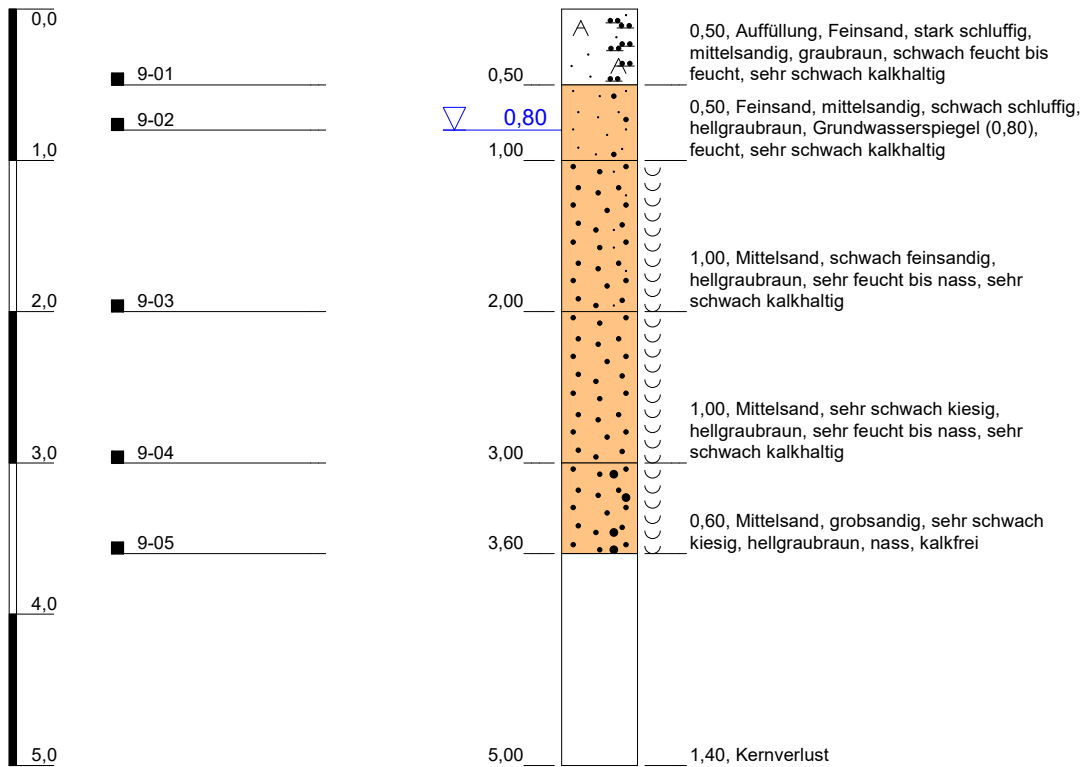 0,0
0,50, Auffüllung, Feinsand, stark schluffig,
mittelsandig, graubraun, schwach feucht bis
feucht, sehr schwach kalkhaltig
9-01
0,50
0,50, Feinsand, mittelsandig, schwach schluffig,
hellgraubraun, Grundwasserspiegel (0,80),
feucht, sehr schwach kalkhaltig
9-02
0,80
1,0
1,00
1,00, Mittelsand, schwach feinsandig,
hellgraubraun, sehr feucht bis nass, sehr
schwach kalkhaltig
2,0
9-03
2,00
1,00, Mittelsand, sehr schwach kiesig,
hellgraubraun, sehr feucht bis nass, sehr
schwach kalkhaltig
3,0
9-04
3,00
0,60, Mittelsand, grobsandig, sehr schwach
kiesig, hellgraubraun, nass, kalkfrei
9-05
3,60
4,0
5,0
5,00
1,40, Kernverlust